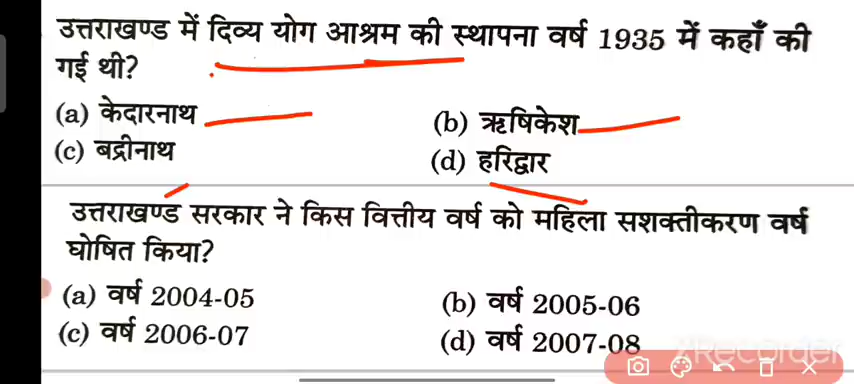 उत्तराखण्ड में दिव्य योग आश्रम की स्थापना वर्ष 1935 में कहाँ की
गई थी?
(a) केदारनाथ (b) ऋषिकेश
(c) बद्रीनाथ (d) हरिद्वार
उत्तराखण्ड सरकार ने किस वित्तीय वर्ष को महिला सशक्तीकरण वर्ष
घोषित किया?
(a) वर्ष 2004-05 (b) वर्ष 2005-06
(c) वर्ष 2006-07 (d) वर्ष 2007-08
XRecorder